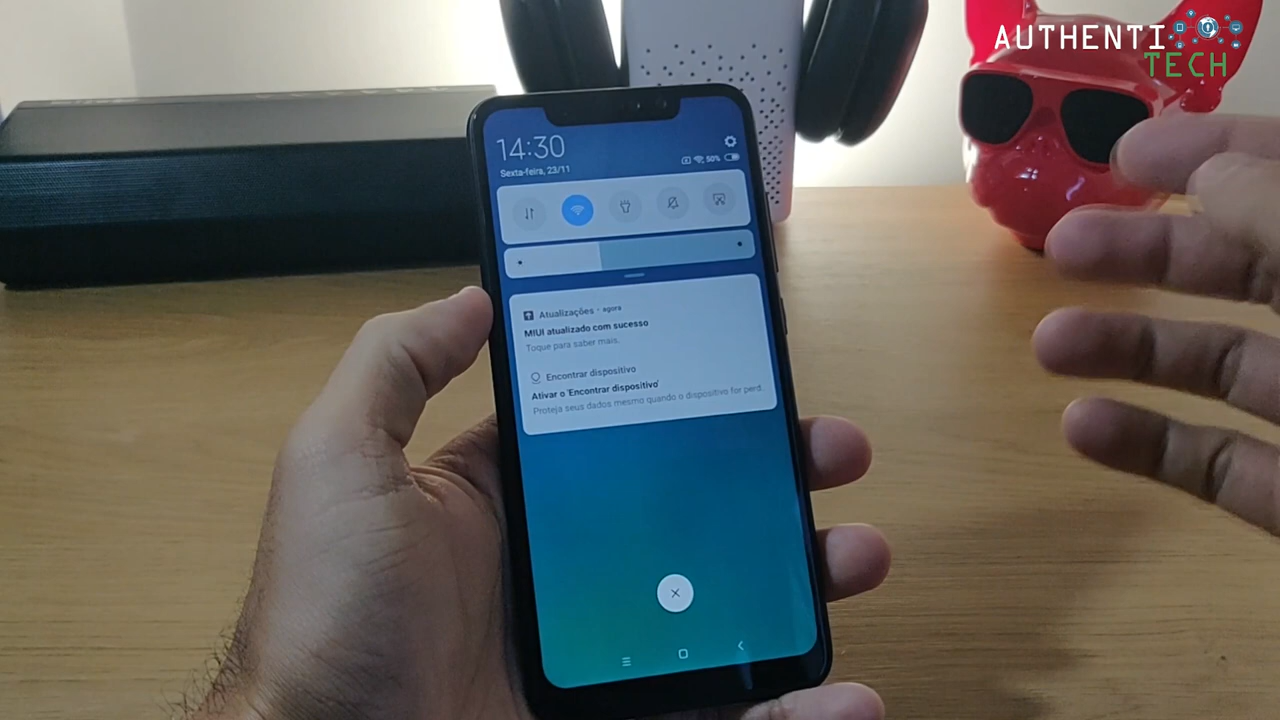 AUTHENTI
TECH
14:30
Sexta-feira, 23/11
50%
Atualizações · agora
MIUI atualizado com sucesso
Toque para saber mais.
Encontrar dispositivo
Ativar o 'Encontrar dispositivo'
Proteja seus dados mesmo quando o dispositivo for perd..